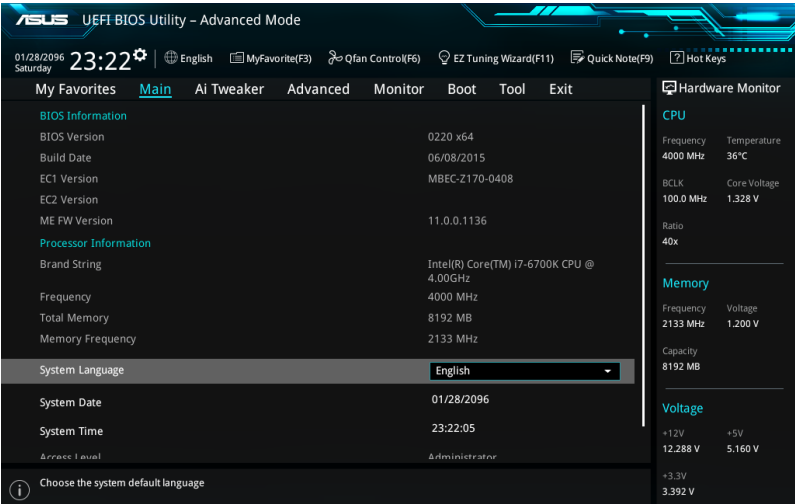 ASUS UEFI BIOS Utility – Advanced Mode
01/28/2096
Saturday
23:22
English
MyFavorite(F3)
Qfan Control(F6)
EZ Tuning Wizard(F11)
Quick Note(F9)
? Hot Keys
My Favorites Main Ai Tweaker Advanced Monitor Boot Tool Exit
BIOS Information
BIOS Version 0220 x64
Build Date 06/08/2015
EC1 Version MBEC-Z170-0408
EC2 Version
ME FW Version 11.0.0.1136
Processor Information
Brand String Intel(R) Core(TM) i7-6700K CPU @
4.00GHz
Frequency 4000 MHz
Total Memory 8192 MB
Memory Frequency 2133 MHz
System Language English
System Date 01/28/2096
System Time 23:22:05
Access Level Administrator
i Choose the system default language
Hardware Monitor
CPU
Frequency Temperature
4000 MHz 36°C
BCLK Core Voltage
100.0 MHz 1.328 V
Ratio
40x
Memory
Frequency Voltage
2133 MHz 1.200 V
Capacity
8192 MB
Voltage
+12V +5V
12.288 V 5.160 V
+3.3V
3.392 V